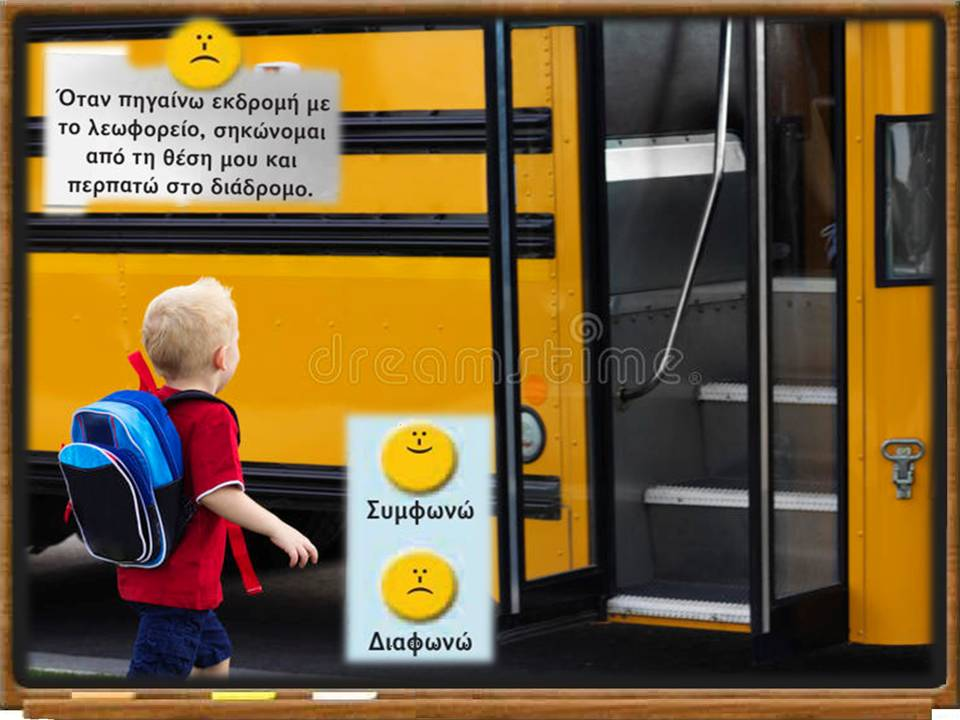 Όταν πηγαίνω εκδρομή με
το λεωφορείο, σηκώνομαι
από τη θέση μου και
περπατώ στο διάδρομο.
dreamstime.
Συμφωνώ
Διαφωνώ